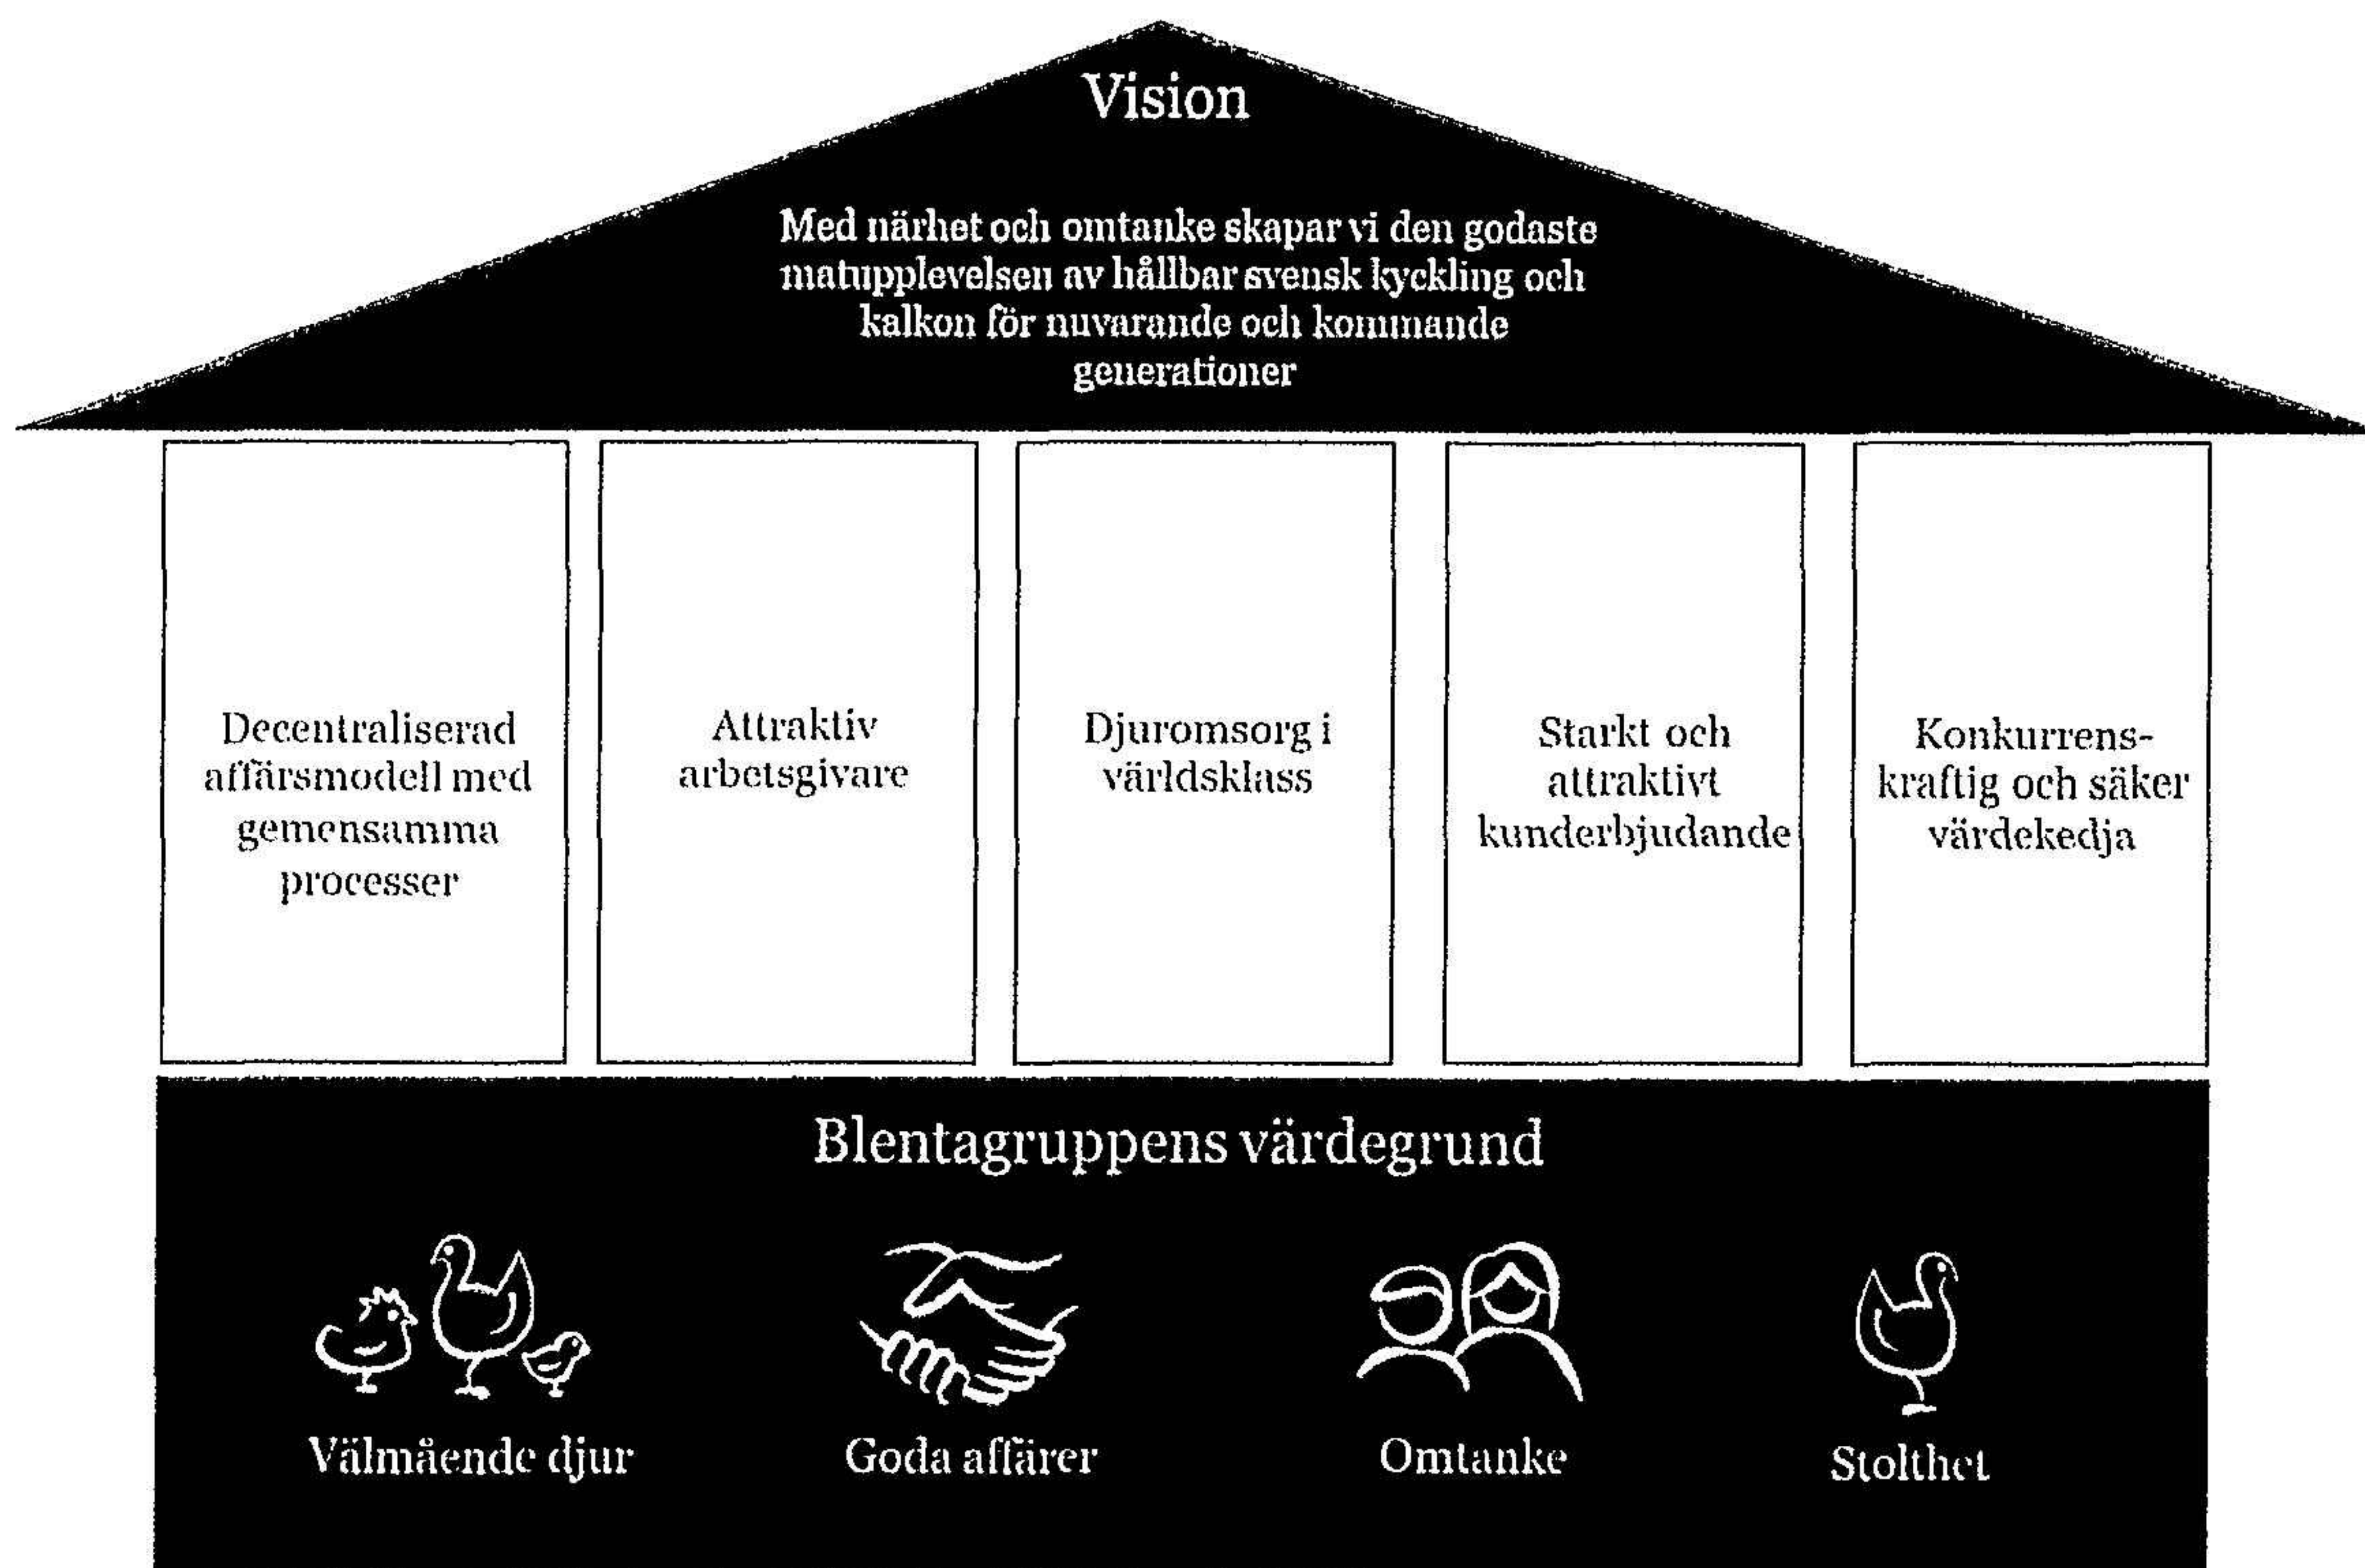 Vision
Med närhet och omtanke skapar vi den godaste
matupplevelsen av hållbar svensk kyckling och
kalkon för nuvarande och kommande
generationer
Decentraliserad
affärsmodell med
gemensamma
processer
Attraktiv
arbetsgivare
Djuromsorg i
världsklass
Starkt och
attraktivt
kunderbjudande
Konkurrens-
kraftig och säker
värdekedja
Blentagruppens värdegrund
Välmående djur
Goda affärer
Omtanke
Stolthet